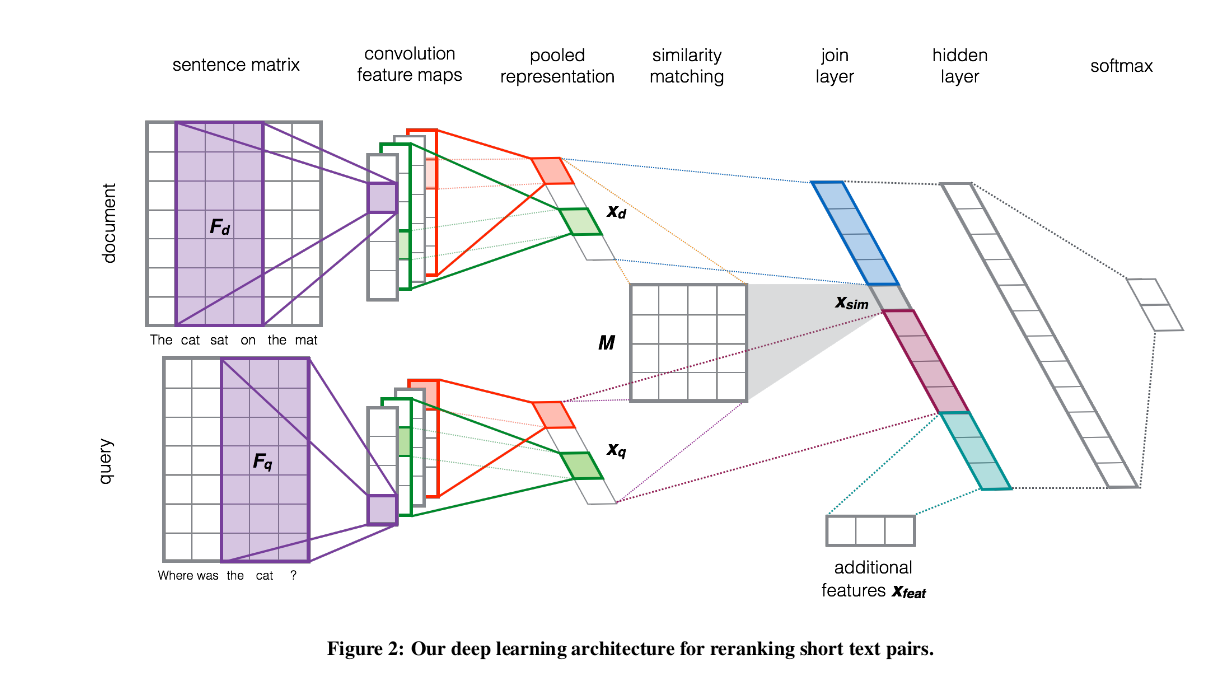 sentence matrix
convolution
feature maps
pooled
representation
similarity
matching
join
layer
hidden
layer
softmax
document
F_d
The cat sat on the mat
x_d
M
x_sim
query
F_q
Where was the cat ?
x_q
additional
features x_feat
Figure 2: Our deep learning architecture for reranking short text pairs.